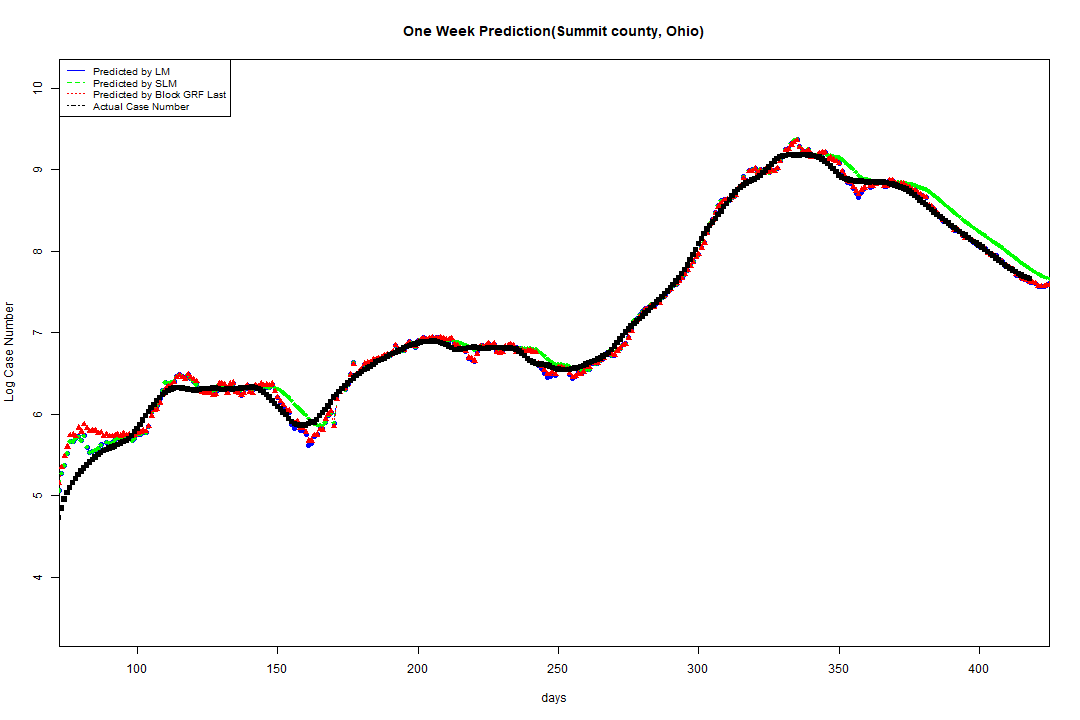 One Week Prediction(Summit county, Ohio)
Predicted by LM
Predicted by SLM
Predicted by Block GRF Last
Actual Case Number
Log Case Number
10
9
8
7
6
5
4
100 150 200 250 300 350 400
days